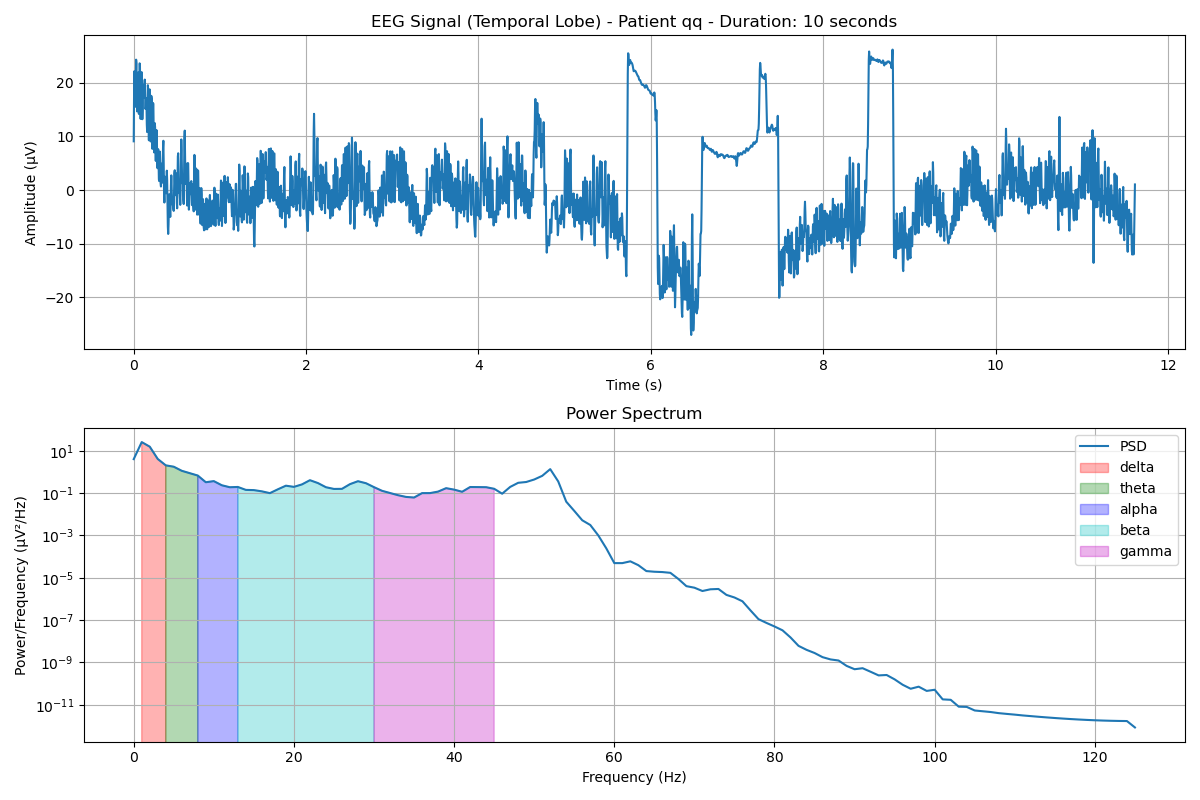 EEG Signal (Temporal Lobe) - Patient qq - Duration: 10 seconds
Amplitude (μV)
20
10
0
−10
−20
0 2 4 6 8 10 12
Time (s)
Power Spectrum
Power/Frequency (μV²/Hz)
10¹
10⁻¹
10⁻³
10⁻⁵
10⁻⁷
10⁻⁹
10⁻¹¹
PSD
delta
theta
alpha
beta
gamma
0 20 40 60 80 100 120
Frequency (Hz)